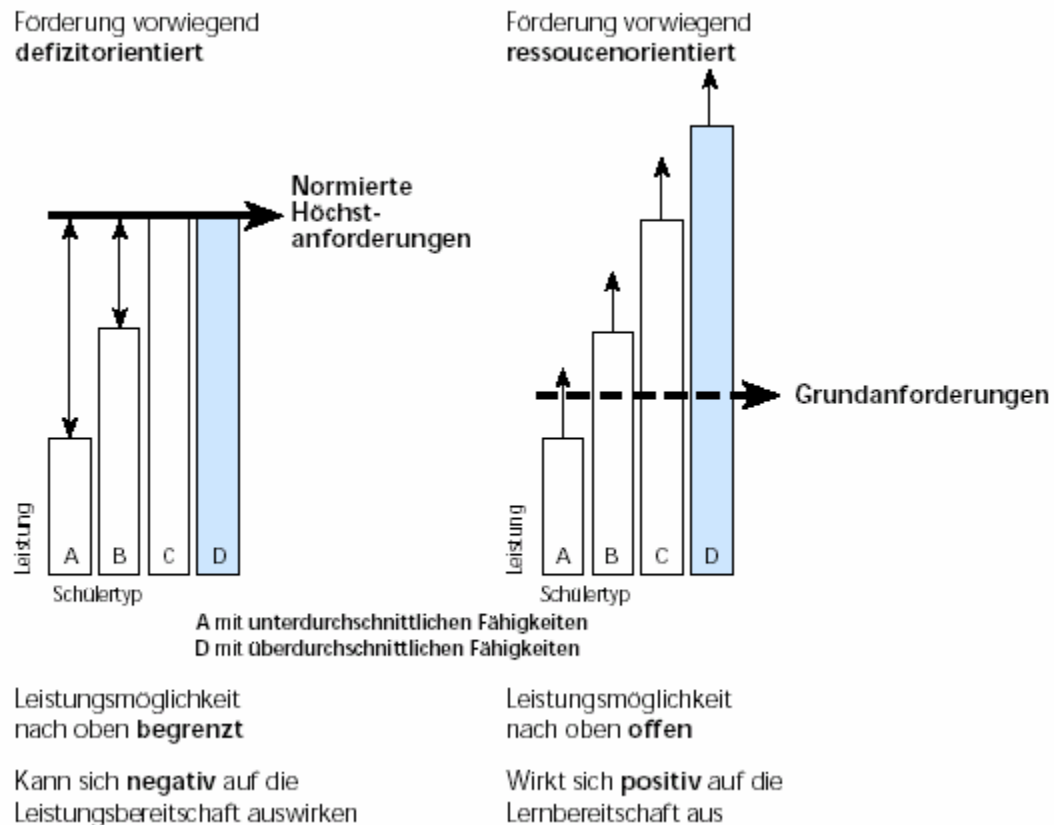 Förderung vorwiegend
defizitorientiert
Normierte
Höchst-
anforderungen
Leistung
A
B
C
D
Schülertyp
Förderung vorwiegend
ressoucenorientiert
Grundanforderungen
Leistung
A
B
C
D
Schülertyp
A mit unterdurchschnittlichen Fähigkeiten
D mit überdurchschnittlichen Fähigkeiten
Leistungsmöglichkeit
nach oben begrenzt
Kann sich negativ auf die
Leistungsbereitschaft auswirken
Leistungsmöglichkeit
nach oben offen
Wirkt sich positiv auf die
Lernbereitschaft aus